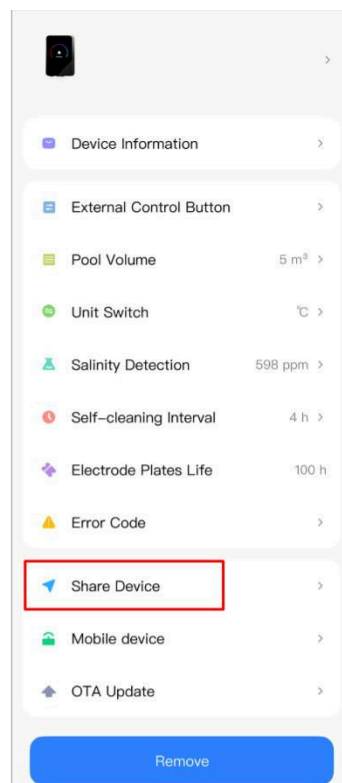 Device Information
External Control Button
Pool Volume 5 m³
Unit Switch ℃
Salinity Detection 598 ppm
Self-cleaning Interval 4 h
Electrode Plates Life 100 h
Error Code
Share Device
Mobile device
OTA Update
Remove